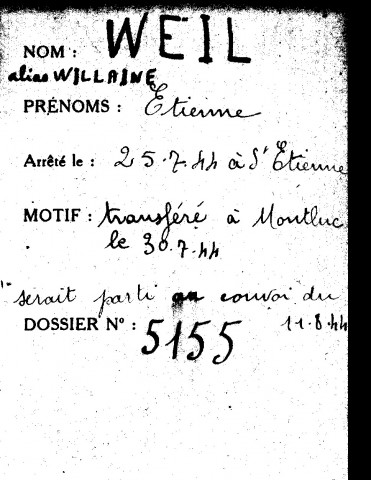 NOM : WEIL
alias WILLAINE
PRÉNOMS : Etienne
Arrêté le : 25.7.44 à St Etienne
MOTIF : transféré à Montluc
le 30.7.44
serait parti au convoi du
11.8.44
DOSSIER N° : 5155